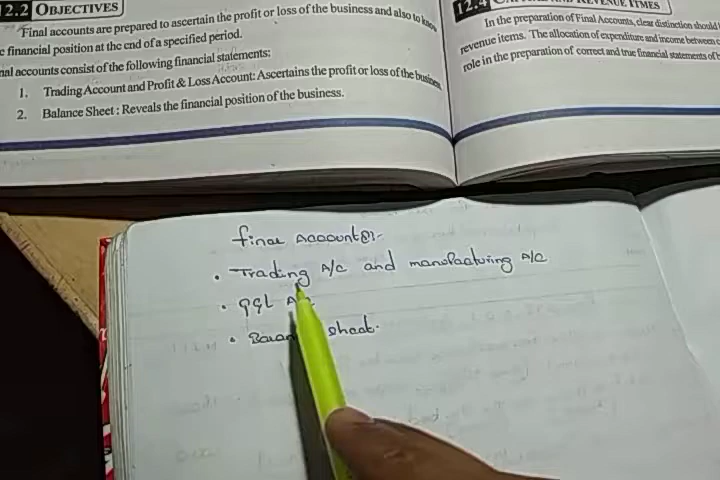 12.2 OBJECTIVES
Final accounts are prepared to ascertain the profit or loss of the business and also to know
financial position at the end of a specified period.
nal accounts consist of the following financial statements:
1. Trading Account and Profit & Loss Account: Ascertains the profit or loss of the business
2. Balance Sheet : Reveals the financial position of the business.
12.4 REVENUE ITMES
In the preparation of Final Accounts, clear distinction should
revenue items. The allocation of expenditure and income between
role in the preparation of correct and true financial statements of
final Accounts:-
• Trading A/c and manufacturing A/c
• P&L
• sheet.